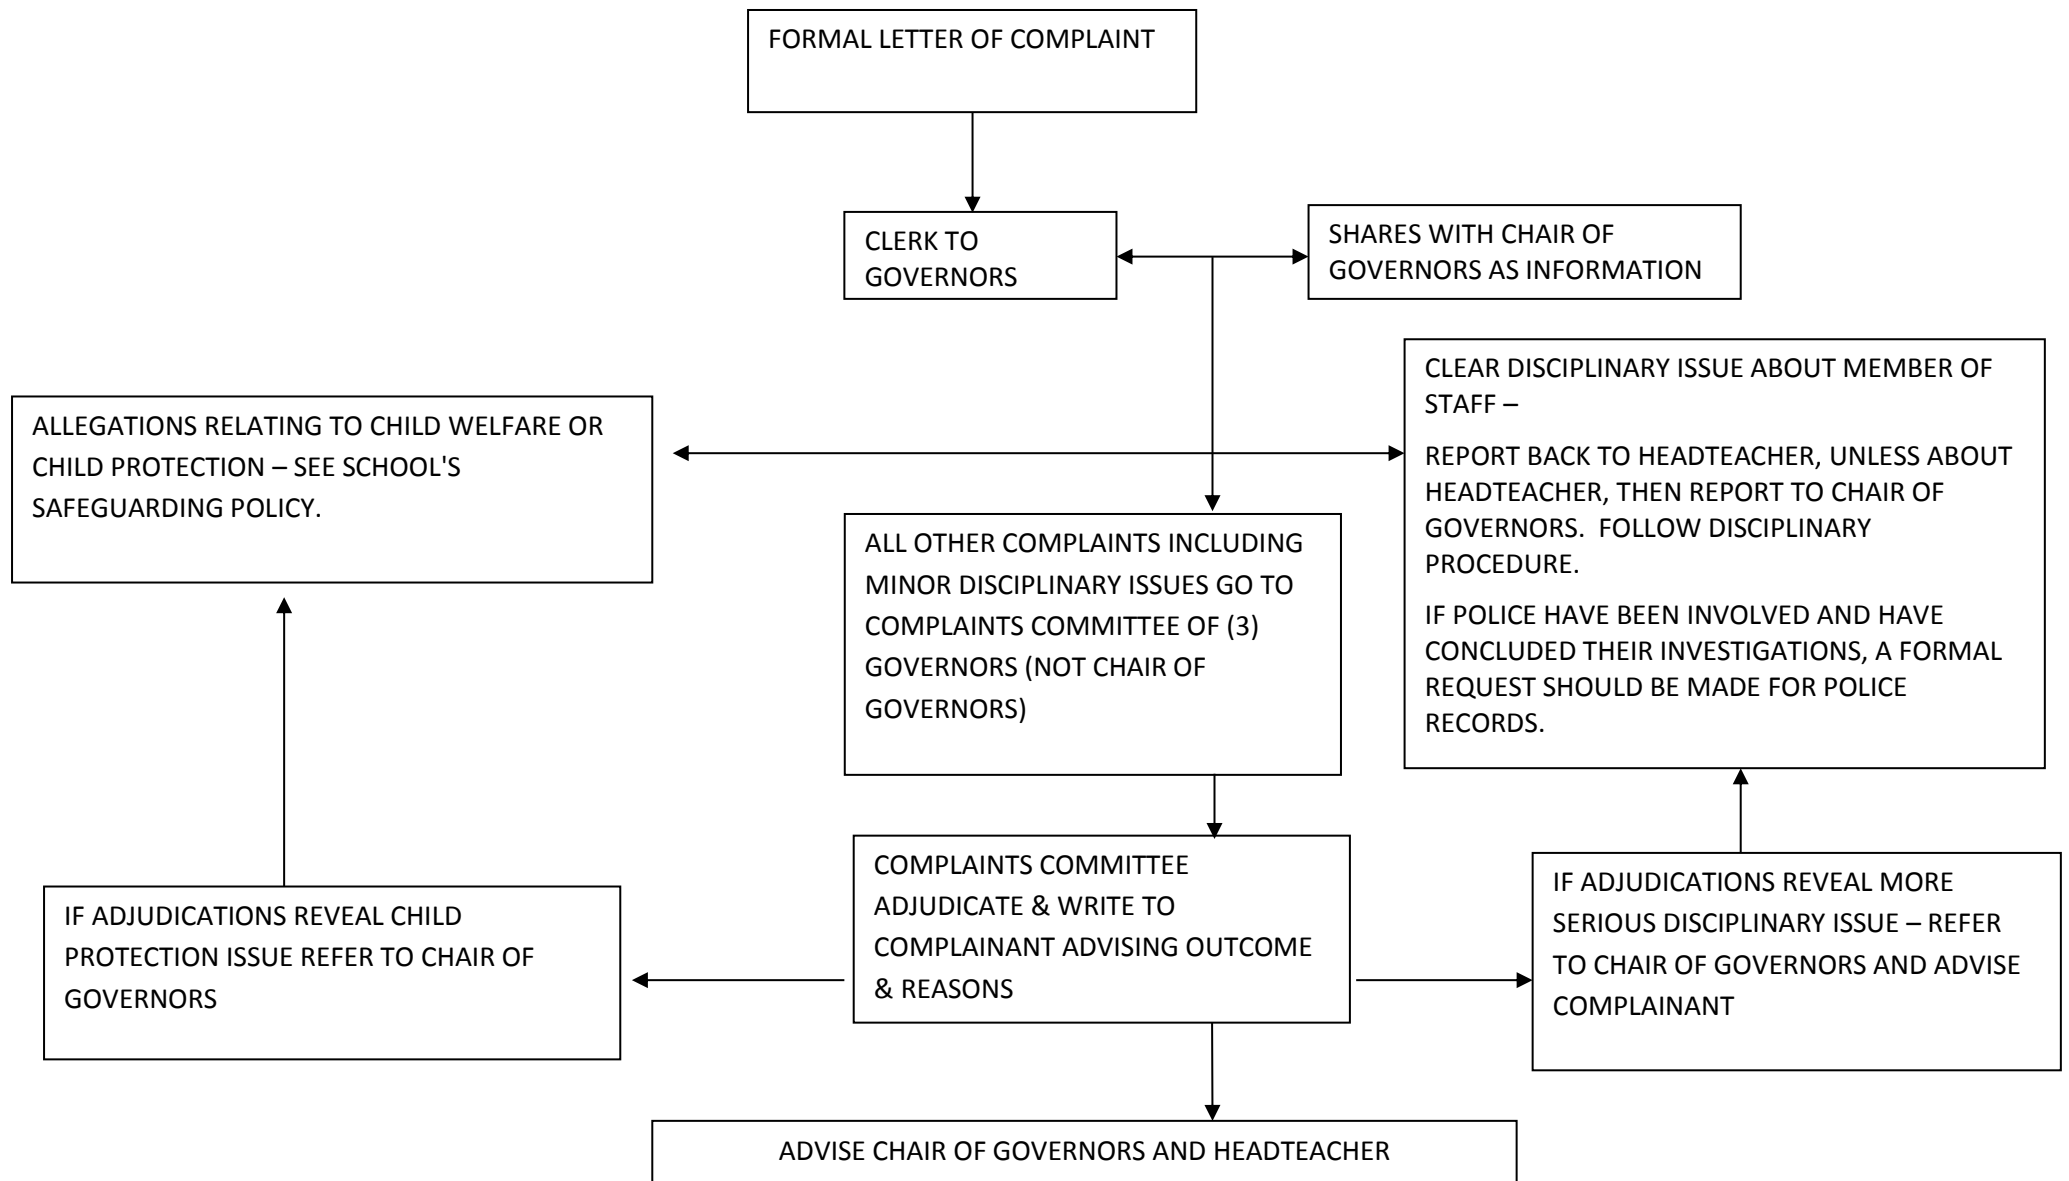 FORMAL LETTER OF COMPLAINT
CLERK TO
GOVERNORS
SHARES WITH CHAIR OF
GOVERNORS AS INFORMATION
ALLEGATIONS RELATING TO CHILD WELFARE OR
CHILD PROTECTION – SEE SCHOOL'S
SAFEGUARDING POLICY.
CLEAR DISCIPLINARY ISSUE ABOUT MEMBER OF
STAFF –
REPORT BACK TO HEADTEACHER, UNLESS ABOUT
HEADTEACHER, THEN REPORT TO CHAIR OF
GOVERNORS.  FOLLOW DISCIPLINARY
PROCEDURE.
IF POLICE HAVE BEEN INVOLVED AND HAVE
CONCLUDED THEIR INVESTIGATIONS, A FORMAL
REQUEST SHOULD BE MADE FOR POLICE
RECORDS.
ALL OTHER COMPLAINTS INCLUDING
MINOR DISCIPLINARY ISSUES GO TO
COMPLAINTS COMMITTEE OF (3)
GOVERNORS (NOT CHAIR OF
GOVERNORS)
IF ADJUDICATIONS REVEAL CHILD
PROTECTION ISSUE REFER TO CHAIR OF
GOVERNORS
COMPLAINTS COMMITTEE
ADJUDICATE & WRITE TO
COMPLAINANT ADVISING OUTCOME
& REASONS
IF ADJUDICATIONS REVEAL MORE
SERIOUS DISCIPLINARY ISSUE – REFER
TO CHAIR OF GOVERNORS AND ADVISE
COMPLAINANT
ADVISE CHAIR OF GOVERNORS AND HEADTEACHER